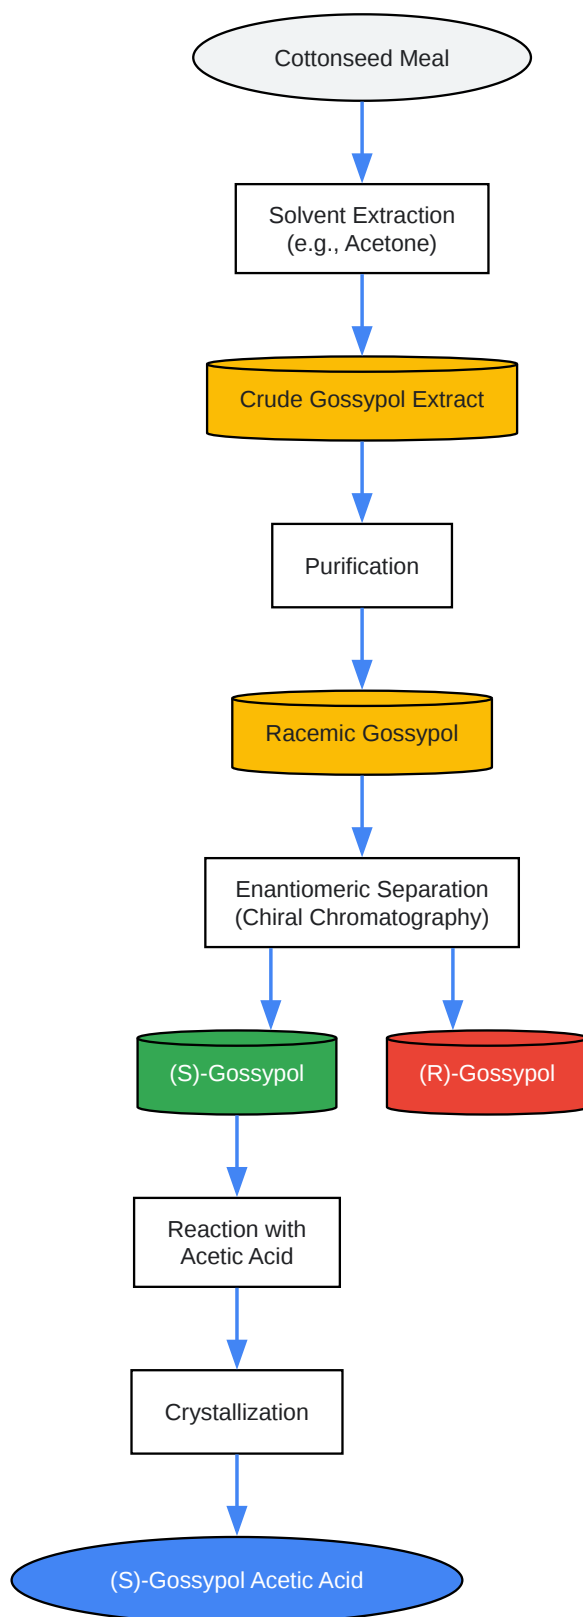 Cottonseed Meal
Solvent Extraction
(e.g., Acetone)
Crude Gossypol Extract
Purification
Racemic Gossypol
Enantiomeric Separation
(Chiral Chromatography)
(S)-Gossypol
(R)-Gossypol
Reaction with
Acetic Acid
Crystallization
(S)-Gossypol Acetic Acid